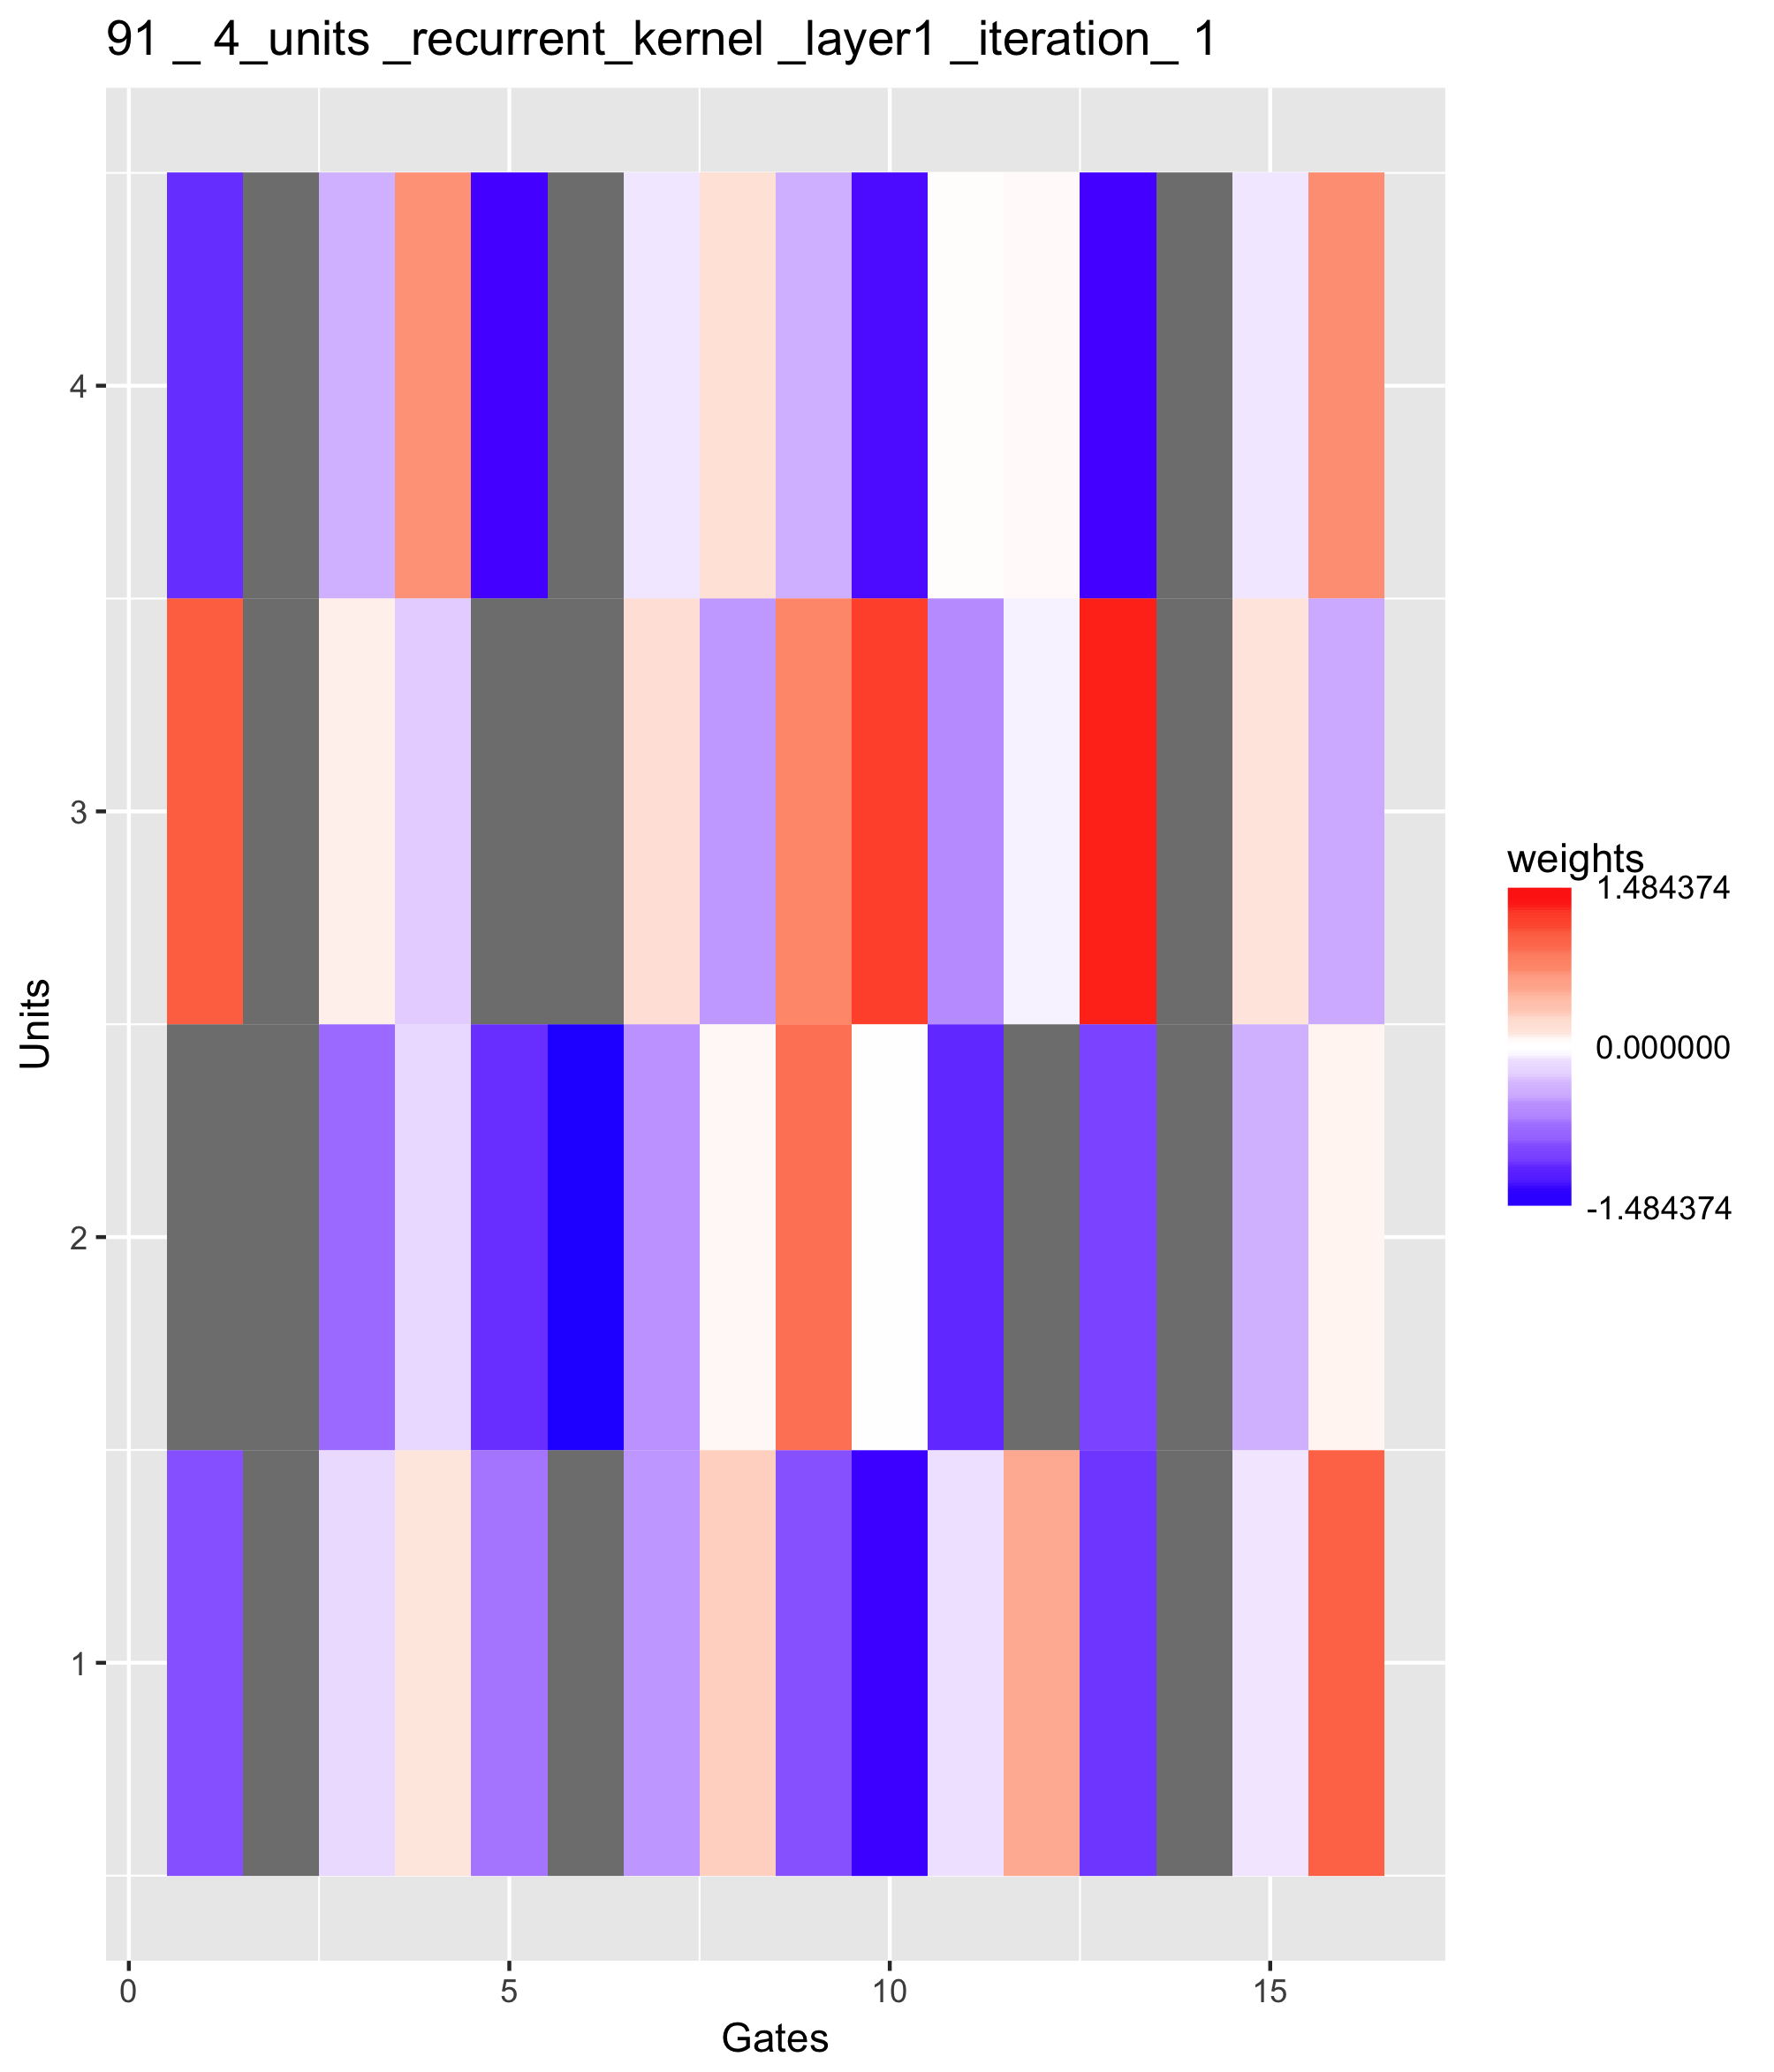 91 _ 4_units _recurrent_kernel _layer1 _iteration_ 1
4
3
2
1
Units
0 5 10 15
Gates
weights
1.484374
0.000000
-1.484374